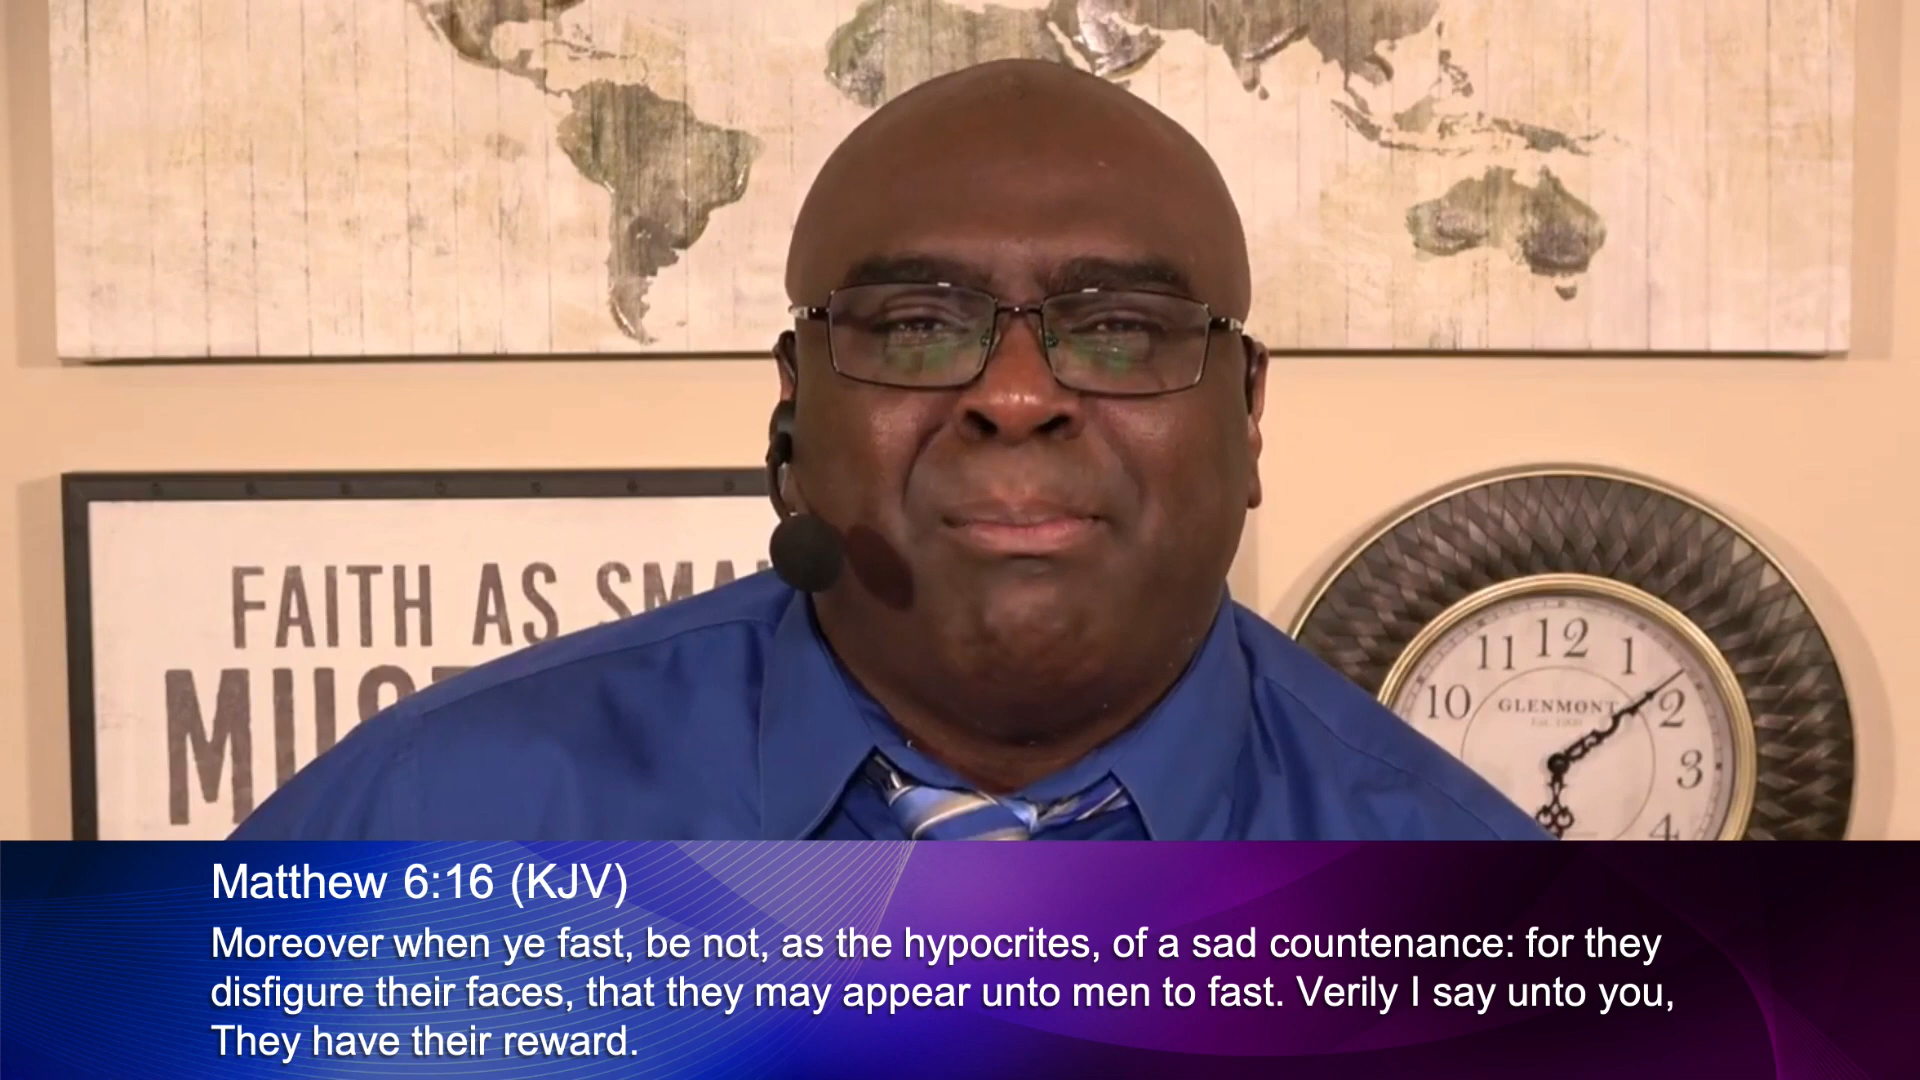 FAITH AS
11 12 1
10 2
GLENMONT
3
4
Matthew 6:16 (KJV)
Moreover when ye fast, be not, as the hypocrites, of a sad countenance: for they
disfigure their faces, that they may appear unto men to fast. Verily I say unto you,
They have their reward.